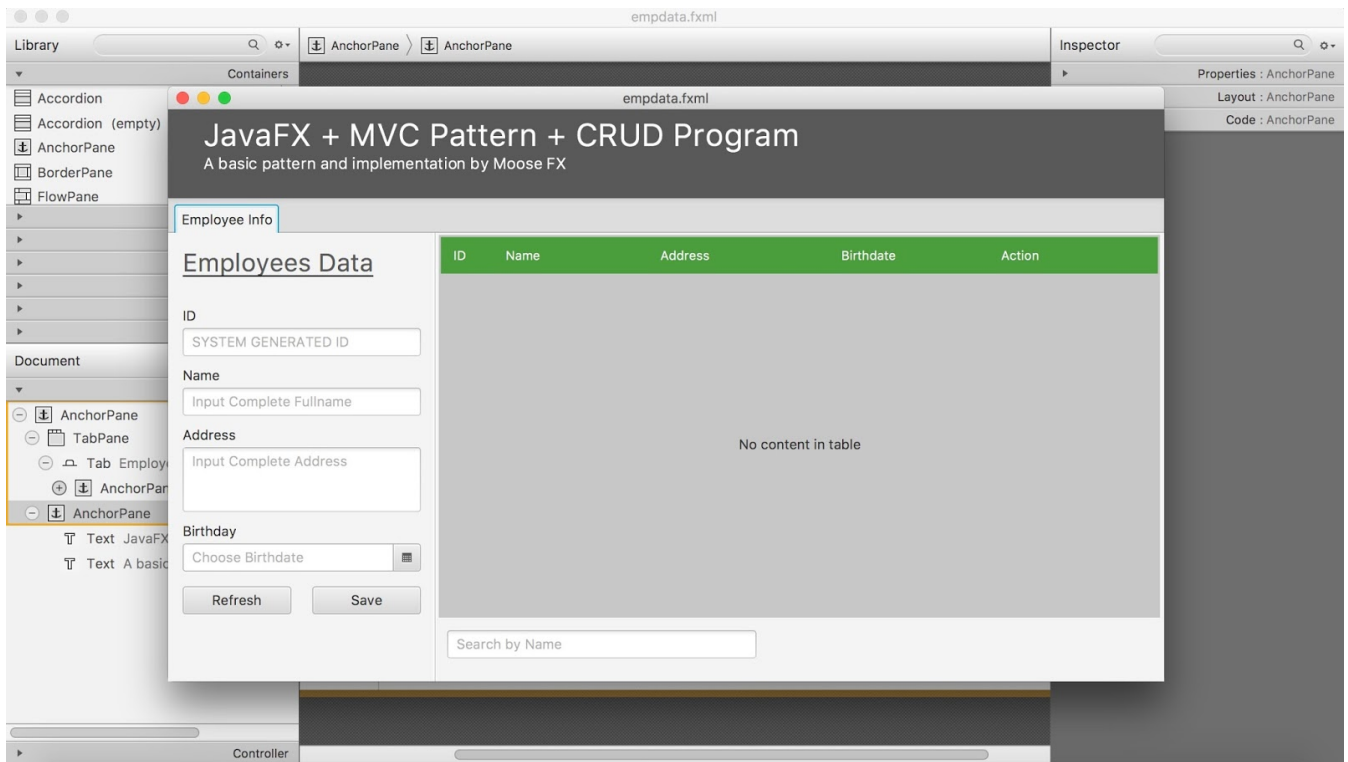 empdata.fxml
Library
AnchorPane
AnchorPane
Inspector
Containers
Properties : AnchorPane
Accordion
Layout : AnchorPane
Accordion (empty)
Code : AnchorPane
AnchorPane
BorderPane
FlowPane
empdata.fxml
JavaFX + MVC Pattern + CRUD Program
A basic pattern and implementation by Moose FX
Employee Info
Employees Data
ID
SYSTEM GENERATED ID
Name
Input Complete Fullname
Address
Input Complete Address
Birthday
Choose Birthdate
Refresh Save
ID Name Address Birthdate Action
No content in table
Search by Name
Document
AnchorPane
TabPane
Tab Employe
AnchorPan
AnchorPane
Text JavaFX
Text A basic
Controller